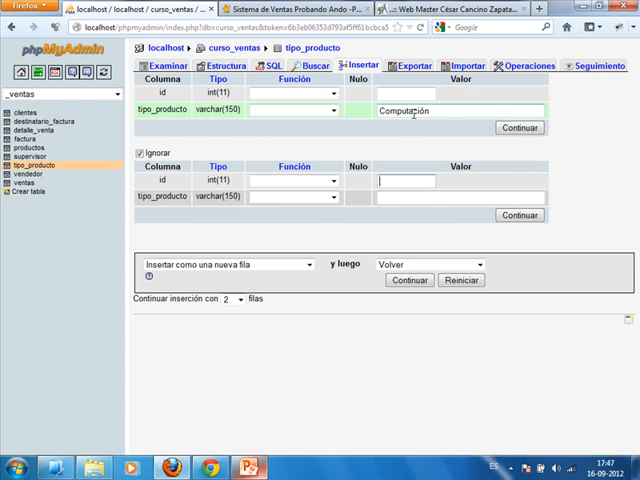 Firefox
localhost / localhost / curso_ventas / ...
Sistema de Ventas Probando Ando -P...
.::: Web Master César Cancino Zapata...
localhost/phpmyadmin/index.php?db=curso_ventas&token=6b3eb06353d793af5ff61bcbca5
Google
phpMyAdmin
localhost
curso_ventas
tipo_producto
Examinar
Estructura
SQL
Buscar
Insertar
Exportar
Importar
Operaciones
Seguimiento
_ventas
clientes
destinatario_factura
detalle_venta
factura
productos
supervisor
tipo_producto
vendedor
ventas
Crear tabla
Columna Tipo Función Nulo Valor
id int(11)
tipo_producto varchar(150) Computación
Continuar
Ignorar
Columna Tipo Función Nulo Valor
id int(11)
tipo_producto varchar(150)
Continuar
Insertar como una nueva fila y luego Volver
Continuar Reiniciar
Continuar inserción con 2 filas
ES
17:47
16-09-2012